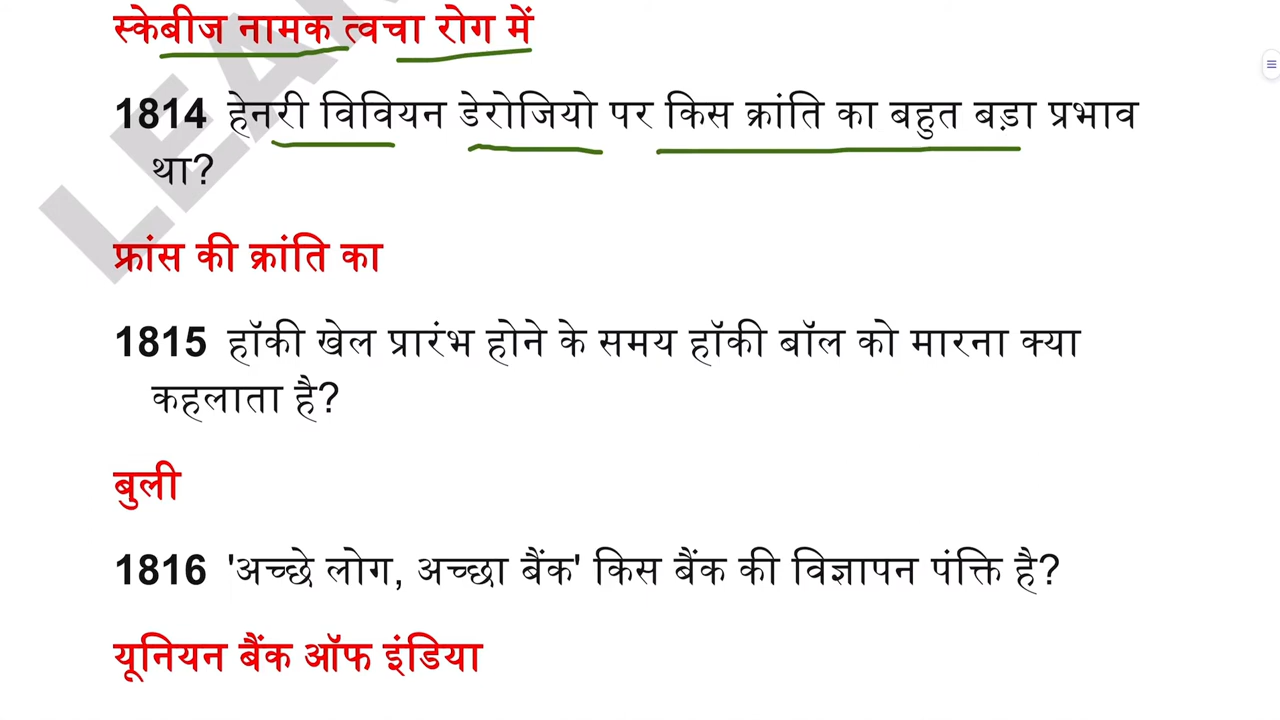 स्केबीज नामक त्वचा रोग में
1814 हेनरी विवियन डेरोजियो पर किस क्रांति का बहुत बड़ा प्रभाव
था?
फ्रांस की क्रांति का
1815 हॉकी खेल प्रारंभ होने के समय हॉकी बॉल को मारना क्या
कहलाता है?
बुली
1816 'अच्छे लोग, अच्छा बैंक' किस बैंक की विज्ञापन पंक्ति है?
यूनियन बैंक ऑफ इंडिया